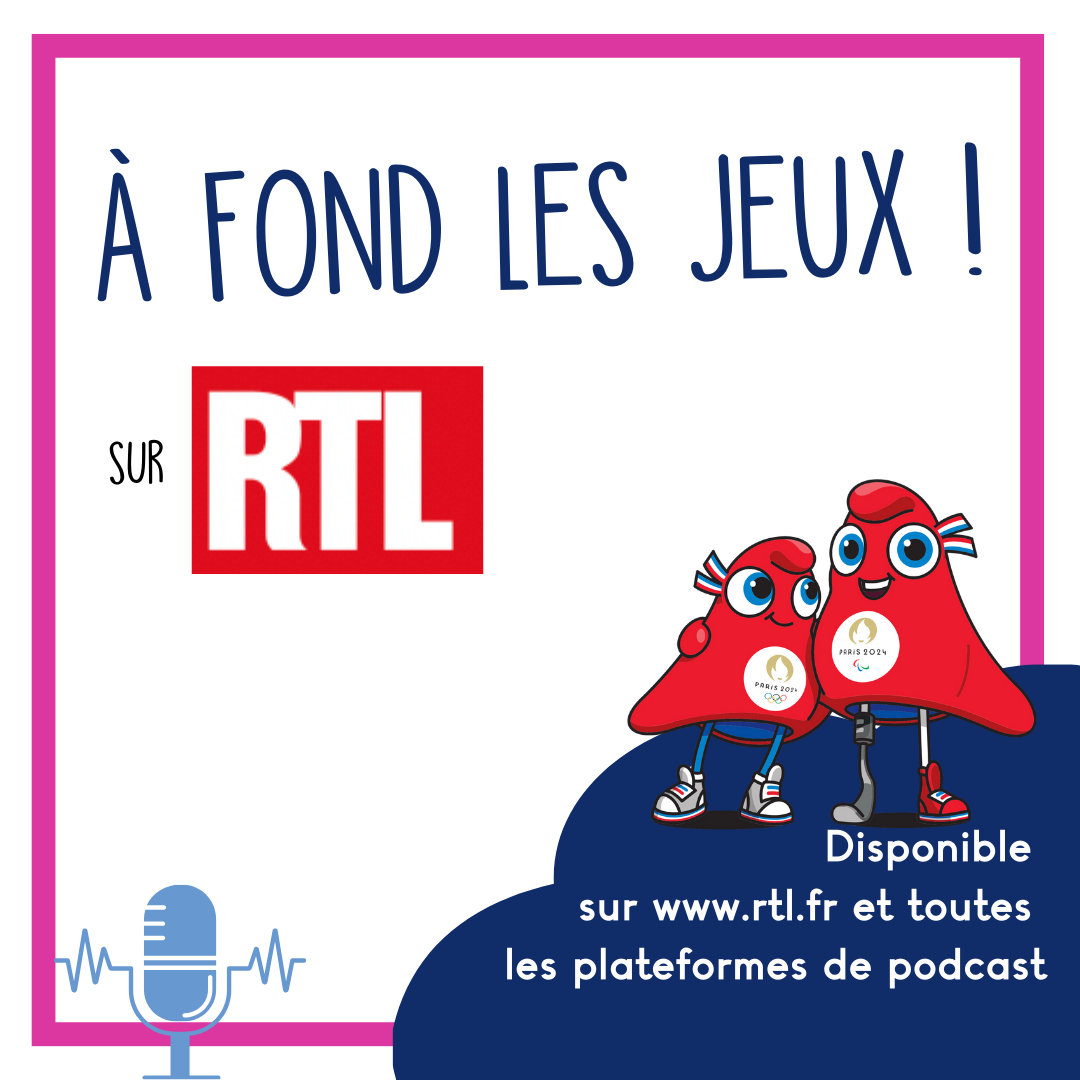 À FOND LES JEUX !
SUR RTL
PARIS 2024
PARIS 2024
Disponible
sur www.rtl.fr et toutes
les plateformes de podcast